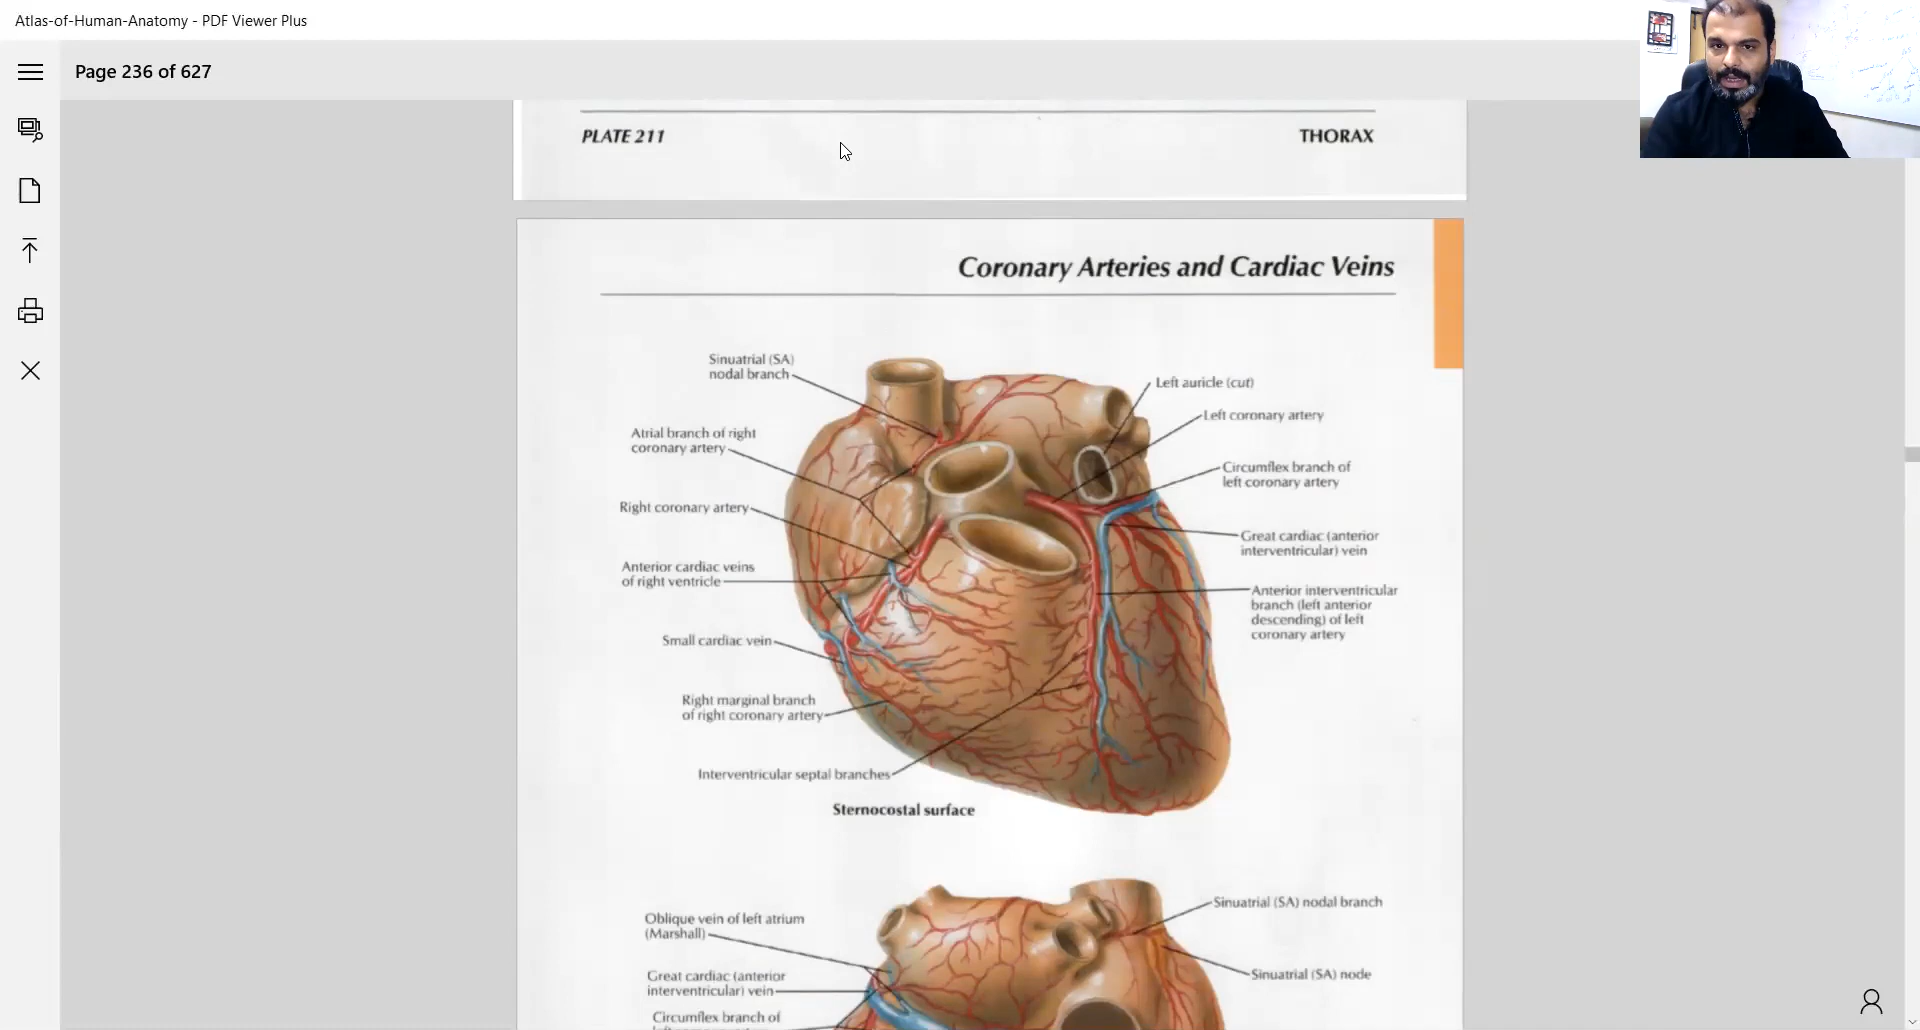 Atlas-of-Human-Anatomy - PDF Viewer Plus
Page 236 of 627
PLATE 211
THORAX
Coronary Arteries and Cardiac Veins
Sinuatrial (SA)
nodal branch
Left auricle (cut)
Left coronary artery
Atrial branch of right
coronary artery
Circumflex branch of
left coronary artery
Right coronary artery
Great cardiac (anterior
interventricular) vein
Anterior cardiac veins
of right ventricle
Anterior interventricular
branch (left anterior
descending) of left
coronary artery
Small cardiac vein
Right marginal branch
of right coronary artery
Interventricular septal branches
Sternocostal surface
Sinuatrial (SA) nodal branch
Oblique vein of left atrium
(Marshall)
Great cardiac (anterior
interventricular) vein
Sinuatrial (SA) node
Circumflex branch of